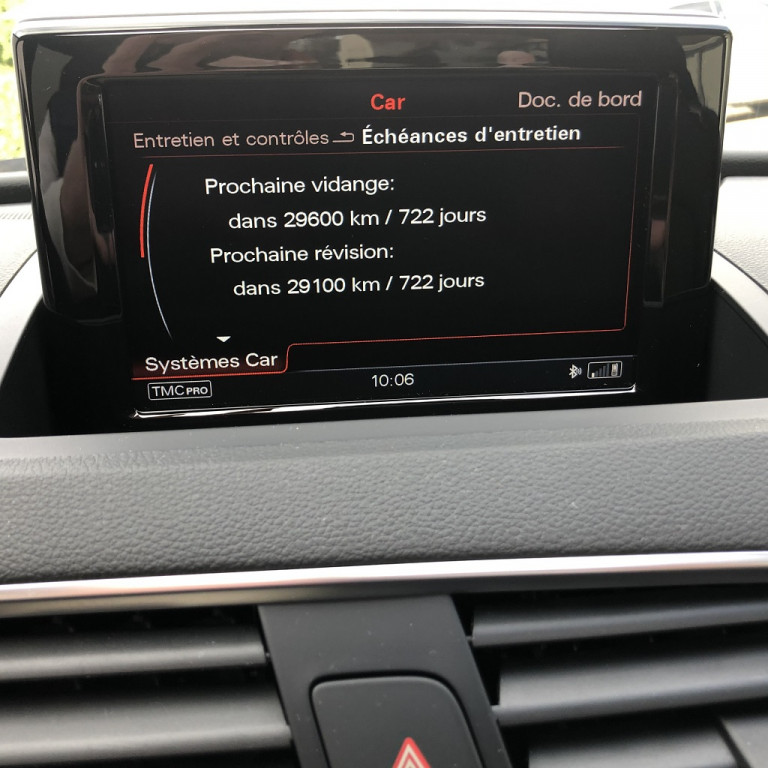 Car
Doc. de bord
Entretien et contrôles Échéances d'entretien
Prochaine vidange:
dans 29600 km / 722 jours
Prochaine révision:
dans 29100 km / 722 jours
Systèmes Car
TMC PRO
10:06